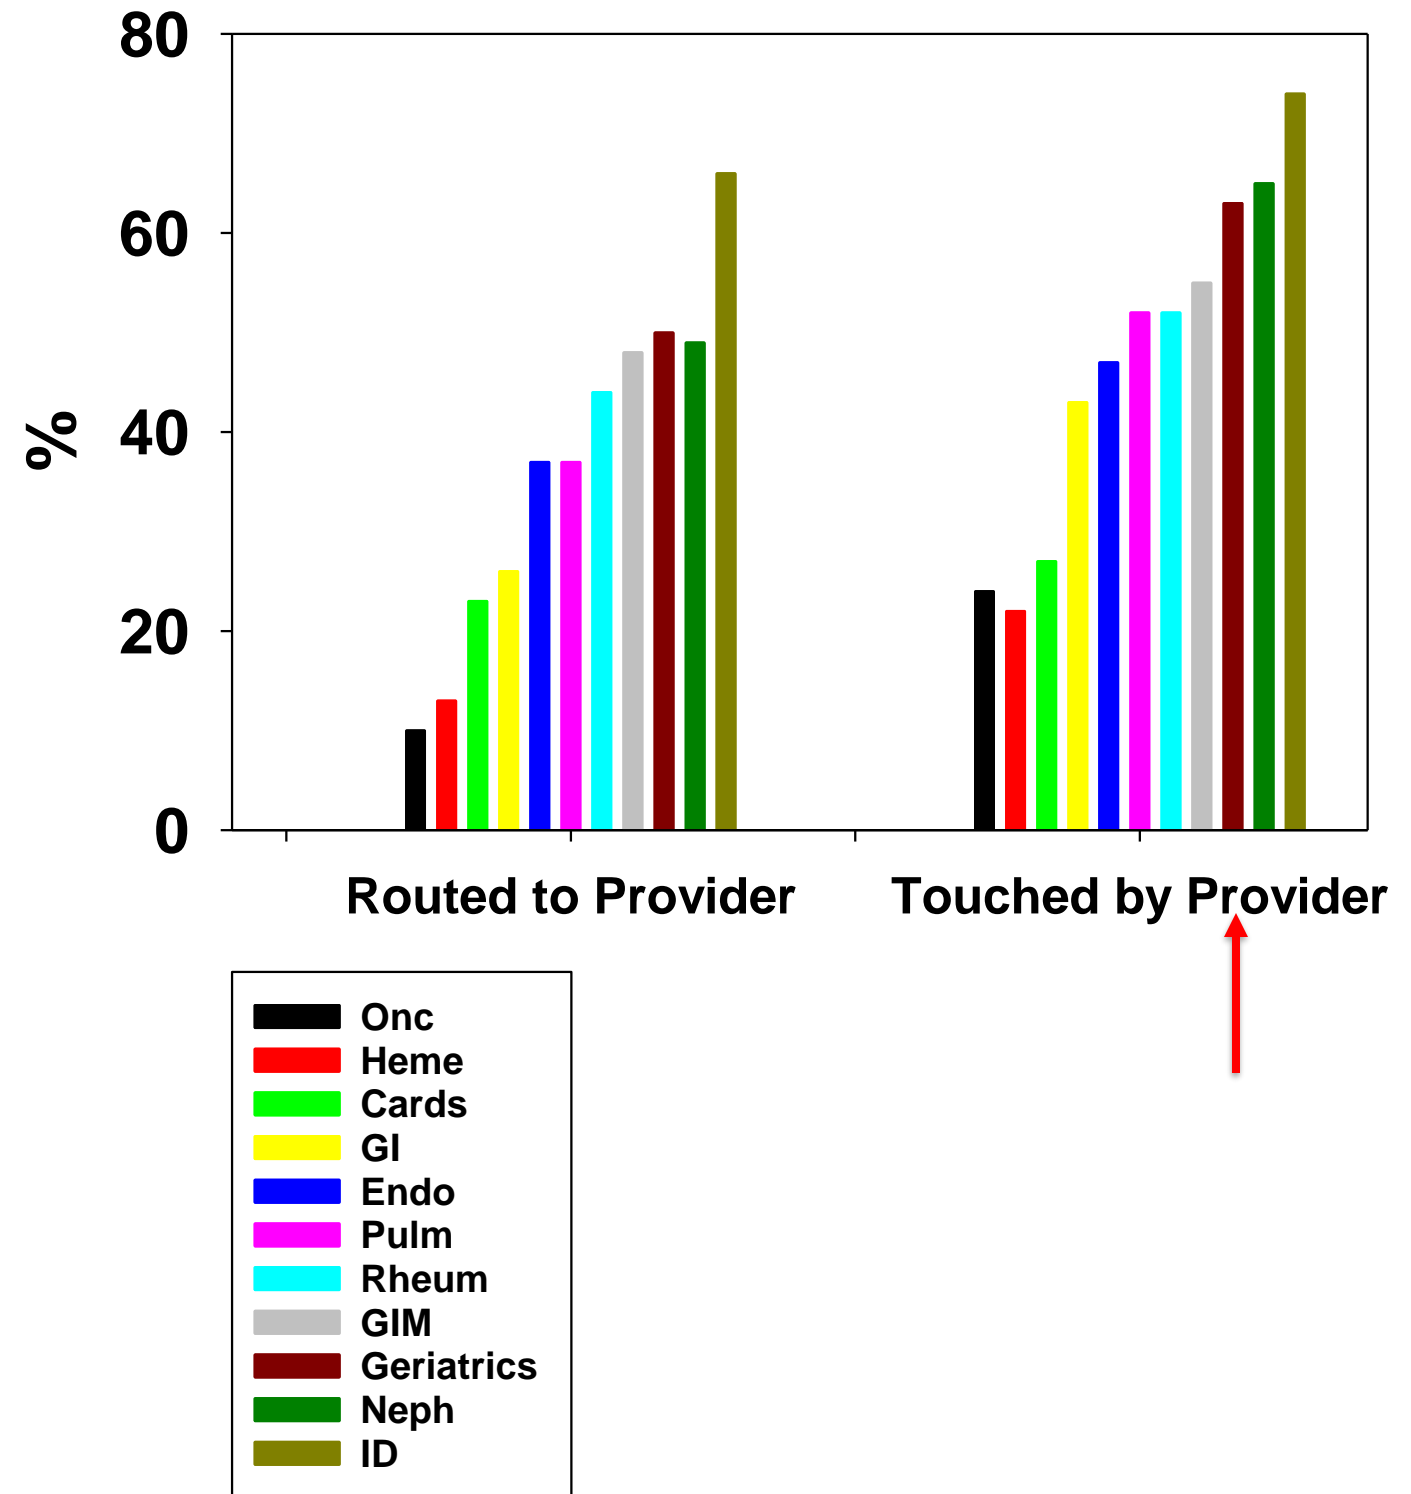 80
60
40
20
0
%
Routed to Provider
Touched by Provider
Onc
Heme
Cards
GI
Endo
Pulm
Rheum
GIM
Geriatrics
Neph
ID